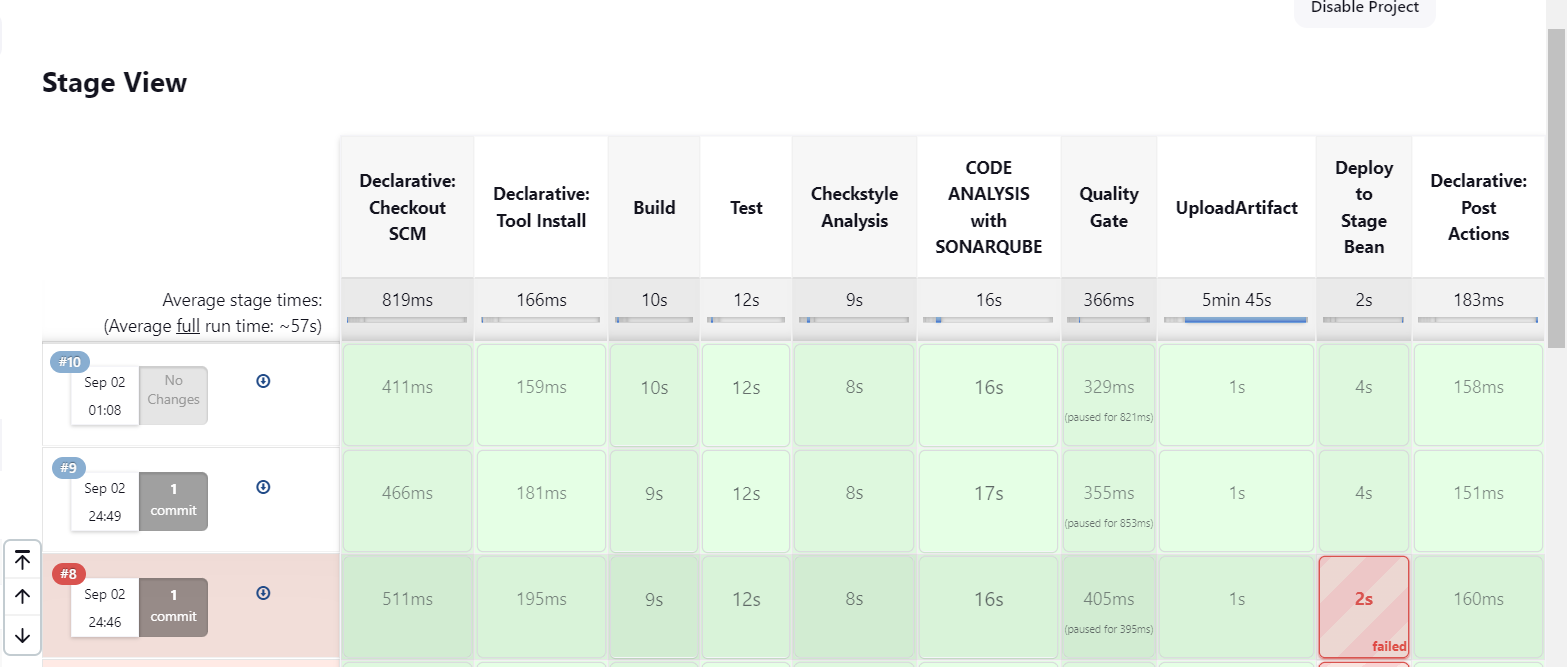 Disable Project
Stage View
Declarative: Checkout SCM
Declarative: Tool Install
Build
Test
Checkstyle Analysis
CODE ANALYSIS with SONARQUBE
Quality Gate
UploadArtifact
Deploy to Stage Bean
Declarative: Post Actions
Average stage times:
(Average full run time: ~57s)
819ms
166ms
10s
12s
9s
16s
366ms
5min 45s
2s
183ms
#10
Sep 02
01:08
No
Changes
411ms
159ms
10s
12s
8s
16s
329ms
(paused for 821ms)
1s
4s
158ms
#9
Sep 02
24:49
1
commit
466ms
181ms
9s
12s
8s
17s
355ms
(paused for 853ms)
1s
4s
151ms
#8
Sep 02
24:46
1
commit
511ms
195ms
9s
12s
8s
16s
405ms
(paused for 395ms)
1s
2s
failed
160ms